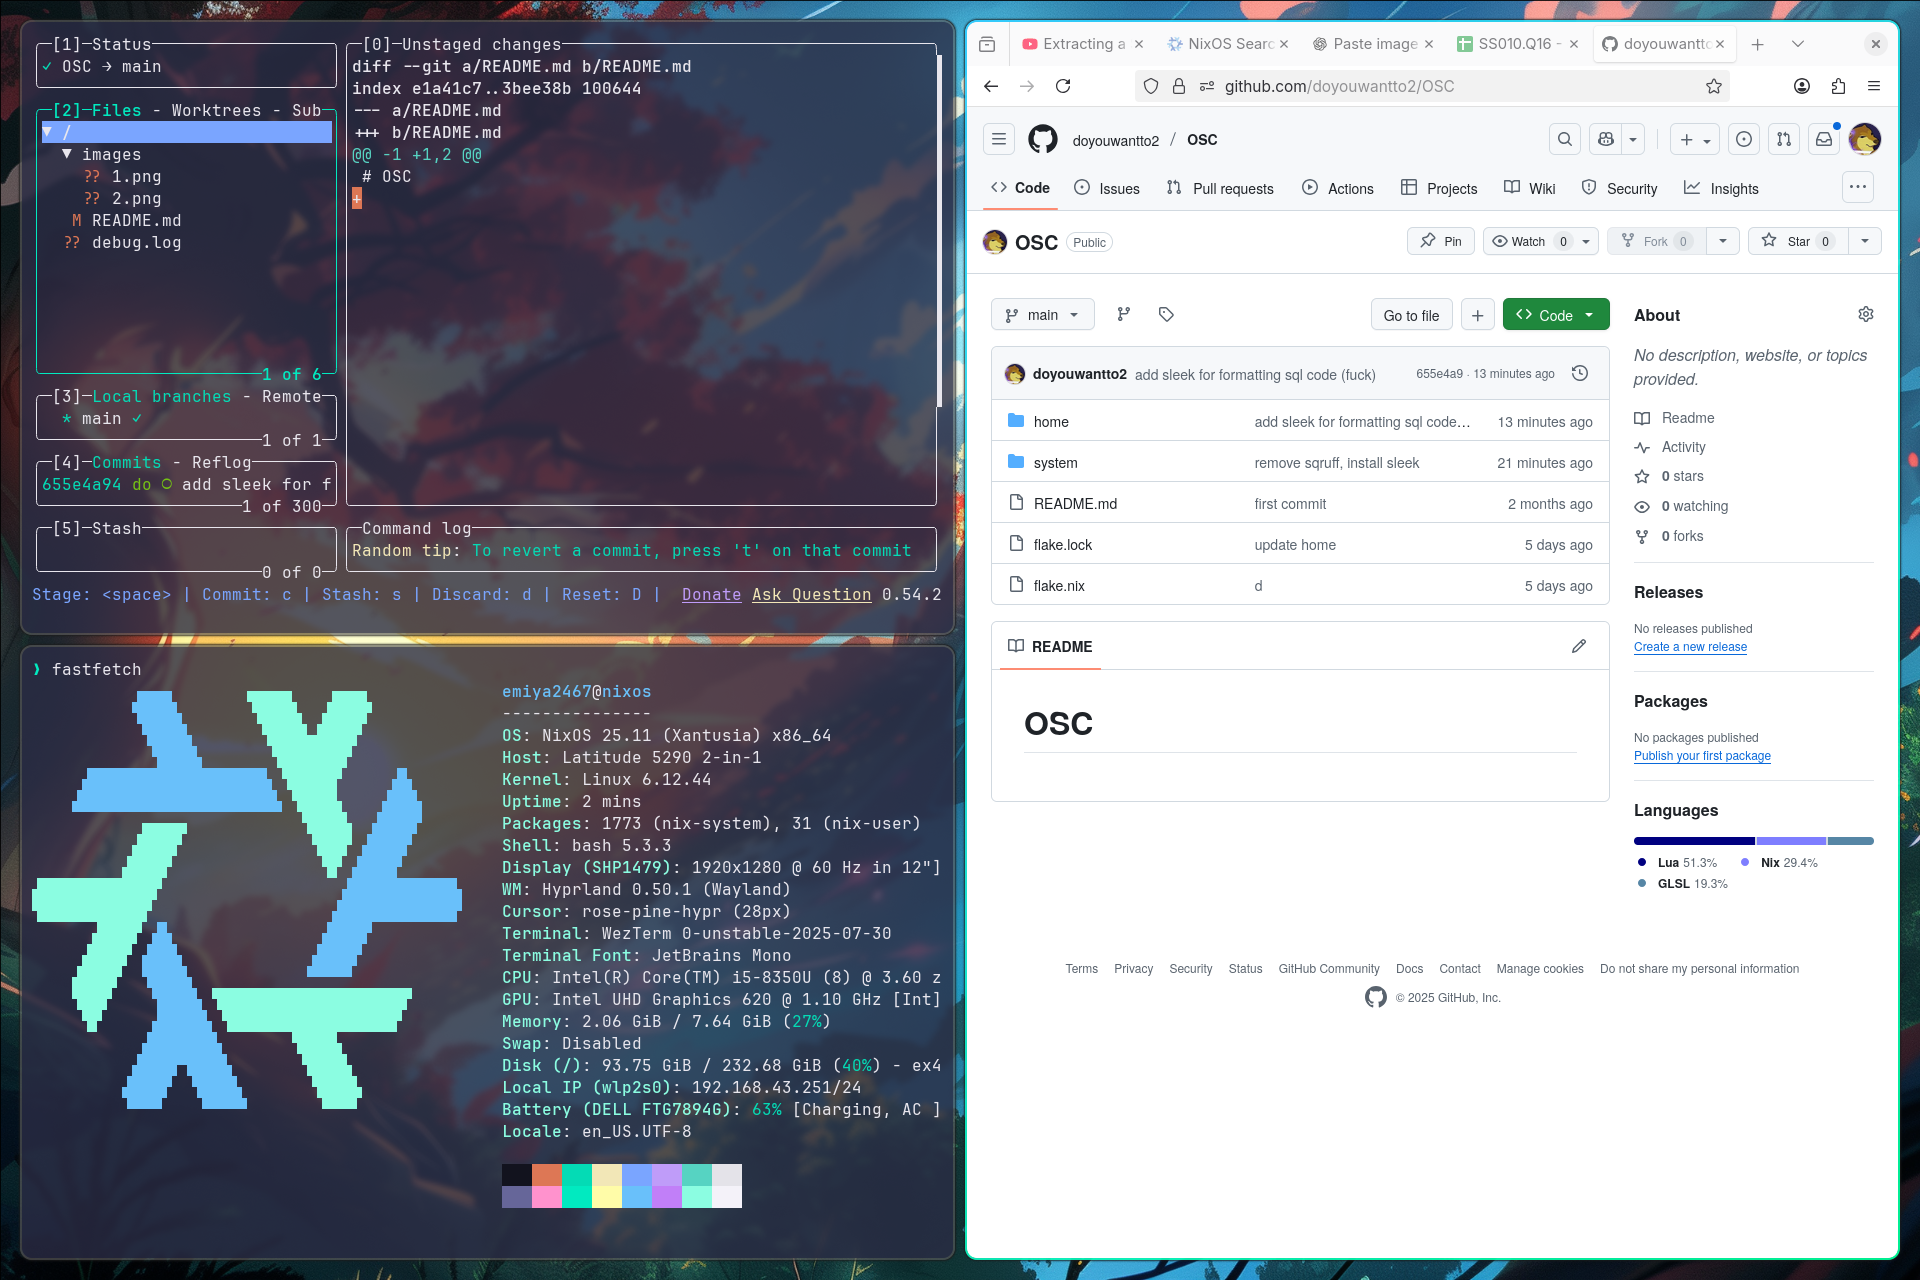 [1]─Status
✓ OSC → main
[2]─Files - Worktrees - Sub
▼ /
▼ images
?? 1.png
?? 2.png
M README.md
?? debug.log
1 of 6
[3]─Local branches - Remote
* main ✓
1 of 1
[4]─Commits - Reflog
655e4a94 do ○ add sleek for f
1 of 300
[5]─Stash
0 of 0
[0]─Unstaged changes
diff --git a/README.md b/README.md
index e1a41c7..3bee38b 100644
--- a/README.md
+++ b/README.md
@@ -1 +1,2 @@
# OSC
+
Command log
Random tip: To revert a commit, press 't' on that commit
Stage: <space> | Commit: c | Stash: s | Discard: d | Reset: D | Donate Ask Question 0.54.2
❯ fastfetch
emiya2467@nixos
---------------
OS: NixOS 25.11 (Xantusia) x86_64
Host: Latitude 5290 2-in-1
Kernel: Linux 6.12.44
Uptime: 2 mins
Packages: 1773 (nix-system), 31 (nix-user)
Shell: bash 5.3.3
Display (SHP1479): 1920x1280 @ 60 Hz in 12"]
WM: Hyprland 0.50.1 (Wayland)
Cursor: rose-pine-hypr (28px)
Terminal: WezTerm 0-unstable-2025-07-30
Terminal Font: JetBrains Mono
CPU: Intel(R) Core(TM) i5-8350U (8) @ 3.60 z
GPU: Intel UHD Graphics 620 @ 1.10 GHz [Int]
Memory: 2.06 GiB / 7.64 GiB (27%)
Swap: Disabled
Disk (/): 93.75 GiB / 232.68 GiB (40%) - ex4
Local IP (wlp2s0): 192.168.43.251/24
Battery (DELL FTG7894G): 63% [Charging, AC ]
Locale: en_US.UTF-8
Extracting a
NixOS Searc
Paste image
SS010.Q16 -
doyouwantto
github.com/doyouwantto2/OSC
doyouwantto2 / OSC
Code Issues Pull requests Actions Projects Wiki Security Insights
OSC Public
Pin Watch 0 Fork 0 Star 0
main Go to file Code
doyouwantto2 add sleek for formatting sql code (fuck) 655e4a9 · 13 minutes ago
home add sleek for formatting sql code… 13 minutes ago
system remove sqruff, install sleek 21 minutes ago
README.md first commit 2 months ago
flake.lock update home 5 days ago
flake.nix d 5 days ago
README
OSC
About
No description, website, or topics
provided.
Readme
Activity
0 stars
0 watching
0 forks
Releases
No releases published
Create a new release
Packages
No packages published
Publish your first package
Languages
Lua 51.3% Nix 29.4%
GLSL 19.3%
Terms Privacy Security Status GitHub Community Docs Contact Manage cookies Do not share my personal information
© 2025 GitHub, Inc.